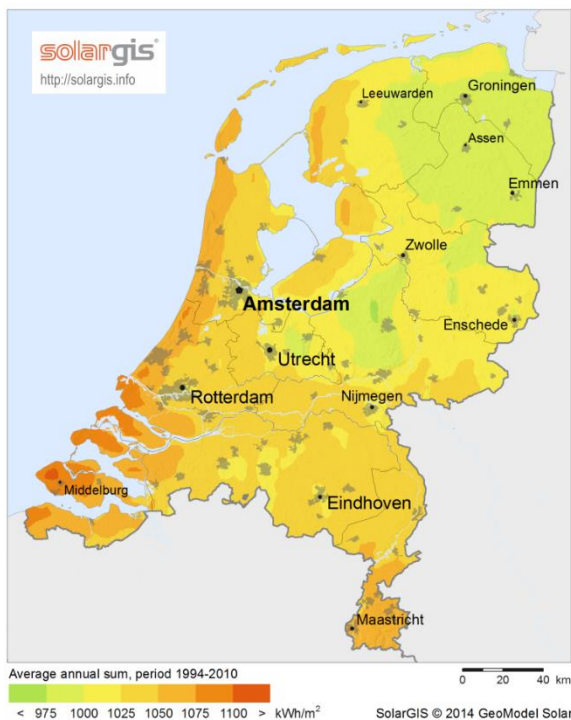 solargis
http://solargis.info
Groningen
Leeuwarden
Assen
Emmen
Zwolle
Amsterdam
Enschede
Utrecht
Rotterdam
Nijmegen
Middelburg
Eindhoven
Maastricht
Average annual sum, period 1994-2010
0 20 40 km
< 975 1000 1025 1050 1075 1100 > kWh/m²
SolarGIS © 2014 GeoModel Solar